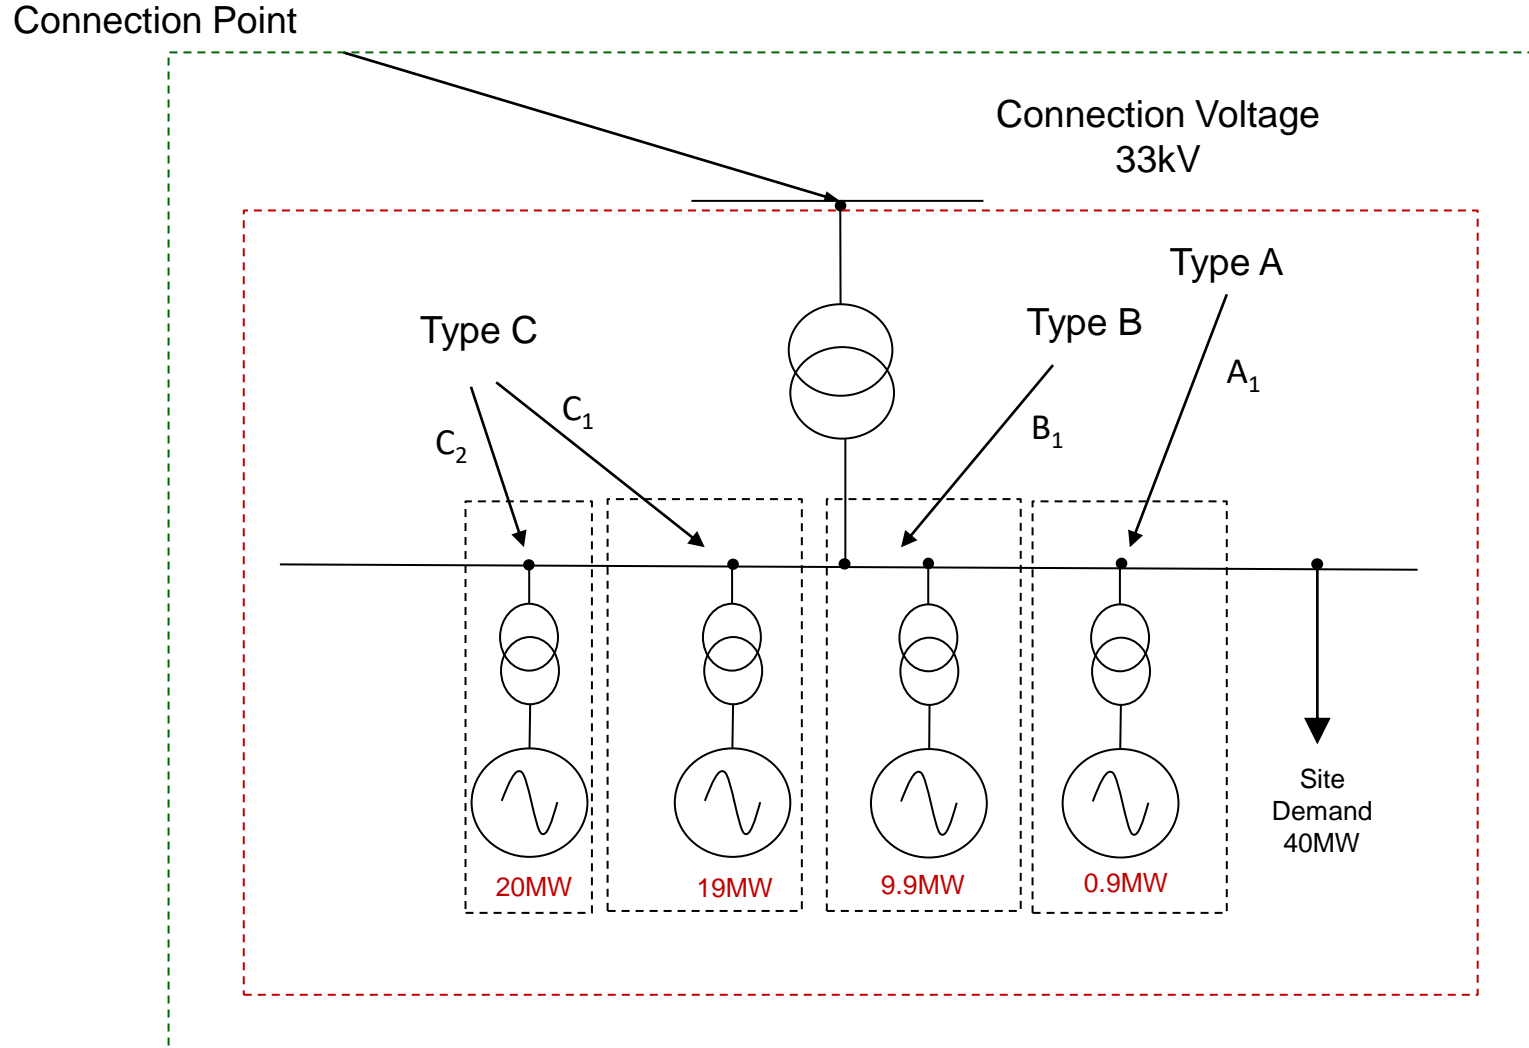 Connection Point
Connection Voltage
33kV
Type A
Type C
Type B
A₁
C₁
B₁
C₂
20MW
19MW
9.9MW
0.9MW
Site
Demand
40MW